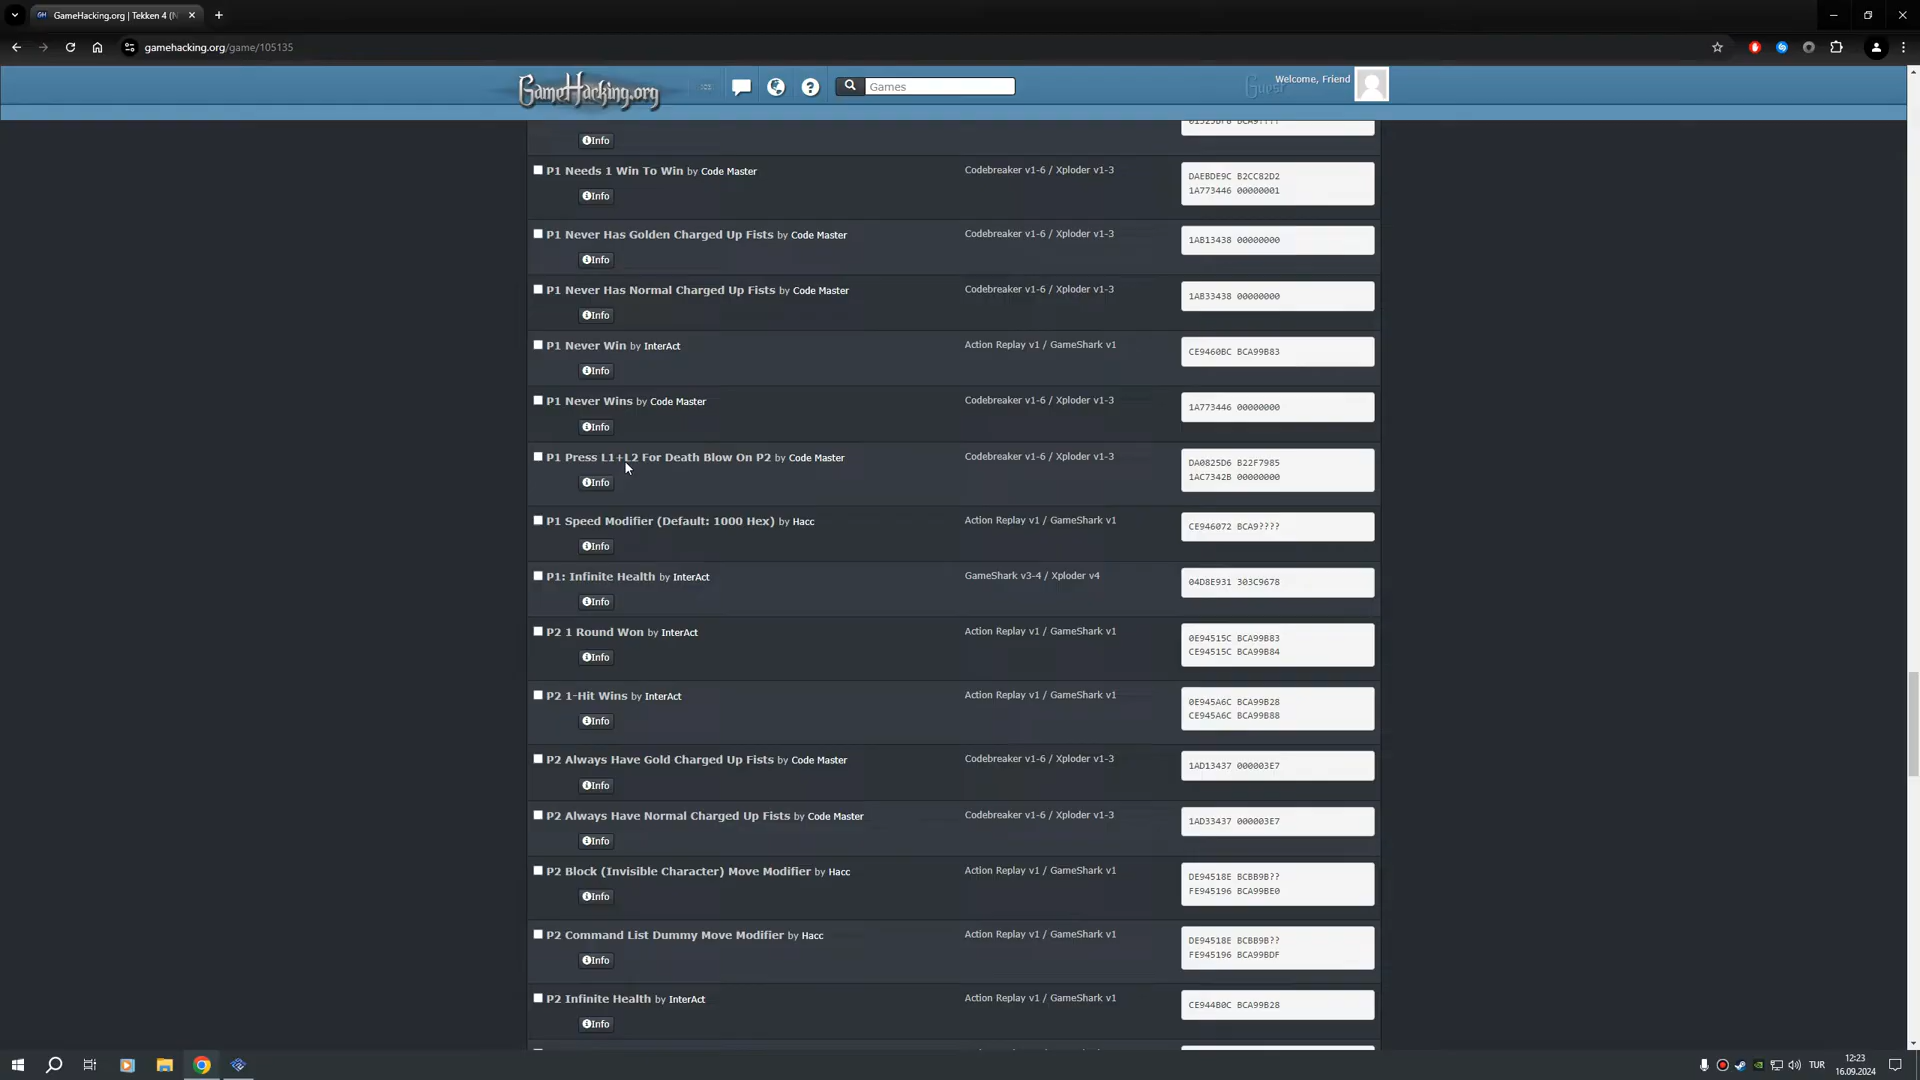 GameHacking.org | Tekken 4 (N
gamehacking.org/game/105135
GameHacking.org
Games
Guest
Welcome, Friend
Info
P1 Needs 1 Win To Win by Code Master
Codebreaker v1-6 / Xploder v1-3
DAEBDE9C B2CC82D2
1A773446 00000001
Info
P1 Never Has Golden Charged Up Fists by Code Master
Codebreaker v1-6 / Xploder v1-3
1AB13438 00000000
Info
P1 Never Has Normal Charged Up Fists by Code Master
Codebreaker v1-6 / Xploder v1-3
1AB33438 00000000
Info
P1 Never Win by InterAct
Action Replay v1 / GameShark v1
CE9460BC BCA99B83
Info
P1 Never Wins by Code Master
Codebreaker v1-6 / Xploder v1-3
1A773446 00000000
Info
P1 Press L1+L2 For Death Blow On P2 by Code Master
Codebreaker v1-6 / Xploder v1-3
DA0825D6 B22F7985
1AC7342B 00000000
Info
P1 Speed Modifier (Default: 1000 Hex) by Hacc
Action Replay v1 / GameShark v1
CE946072 BCA9????
Info
P1: Infinite Health by InterAct
GameShark v3-4 / Xploder v4
04D8E931 303C9678
Info
P2 1 Round Won by InterAct
Action Replay v1 / GameShark v1
0E94515C BCA99B83
CE94515C BCA99B84
Info
P2 1-Hit Wins by InterAct
Action Replay v1 / GameShark v1
0E945A6C BCA99B28
CE945A6C BCA99B88
Info
P2 Always Have Gold Charged Up Fists by Code Master
Codebreaker v1-6 / Xploder v1-3
1AD13437 000003E7
Info
P2 Always Have Normal Charged Up Fists by Code Master
Codebreaker v1-6 / Xploder v1-3
1AD33437 000003E7
Info
P2 Block (Invisible Character) Move Modifier by Hacc
Action Replay v1 / GameShark v1
DE94518E BCBB9B??
FE945196 BCA99BE0
Info
P2 Command List Dummy Move Modifier by Hacc
Action Replay v1 / GameShark v1
DE94518E BCBB9B??
FE945196 BCA99BDF
Info
P2 Infinite Health by InterAct
Action Replay v1 / GameShark v1
CE944B0C BCA99B28
Info
TUR
12:23
16.09.2024